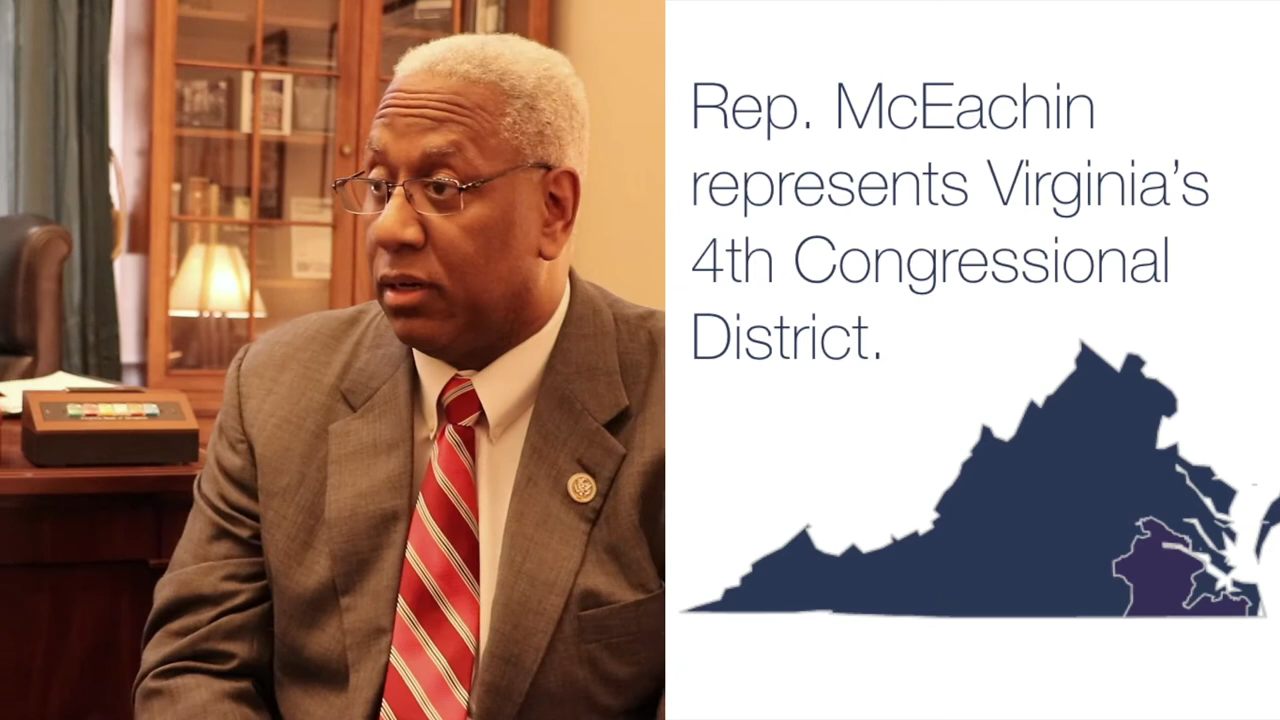 Rep. McEachin
represents Virginia’s
4th Congressional
District.